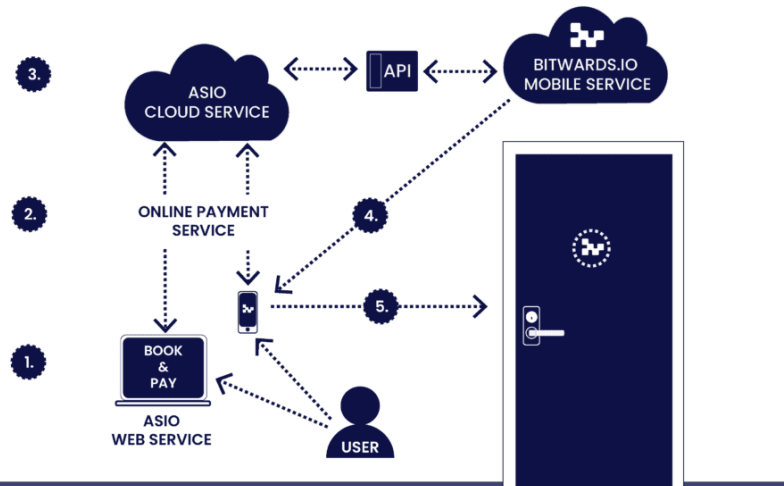 3.
ASIO
CLOUD SERVICE
API
BITWARDS.IO
MOBILE SERVICE
2.
ONLINE PAYMENT
SERVICE
4.
5.
1.
BOOK
&
PAY
ASIO
WEB SERVICE
USER